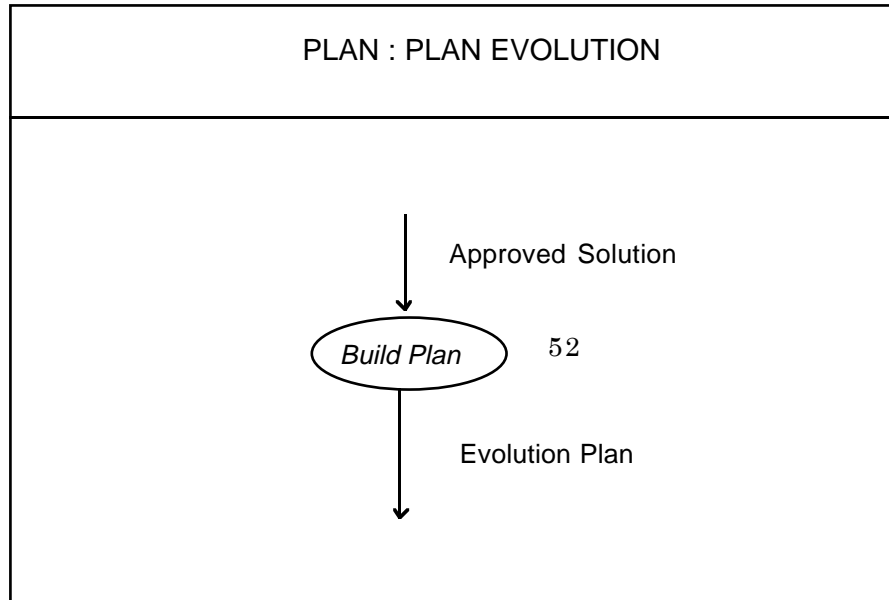 PLAN : PLAN EVOLUTION
Approved Solution
Build Plan
52
Evolution Plan